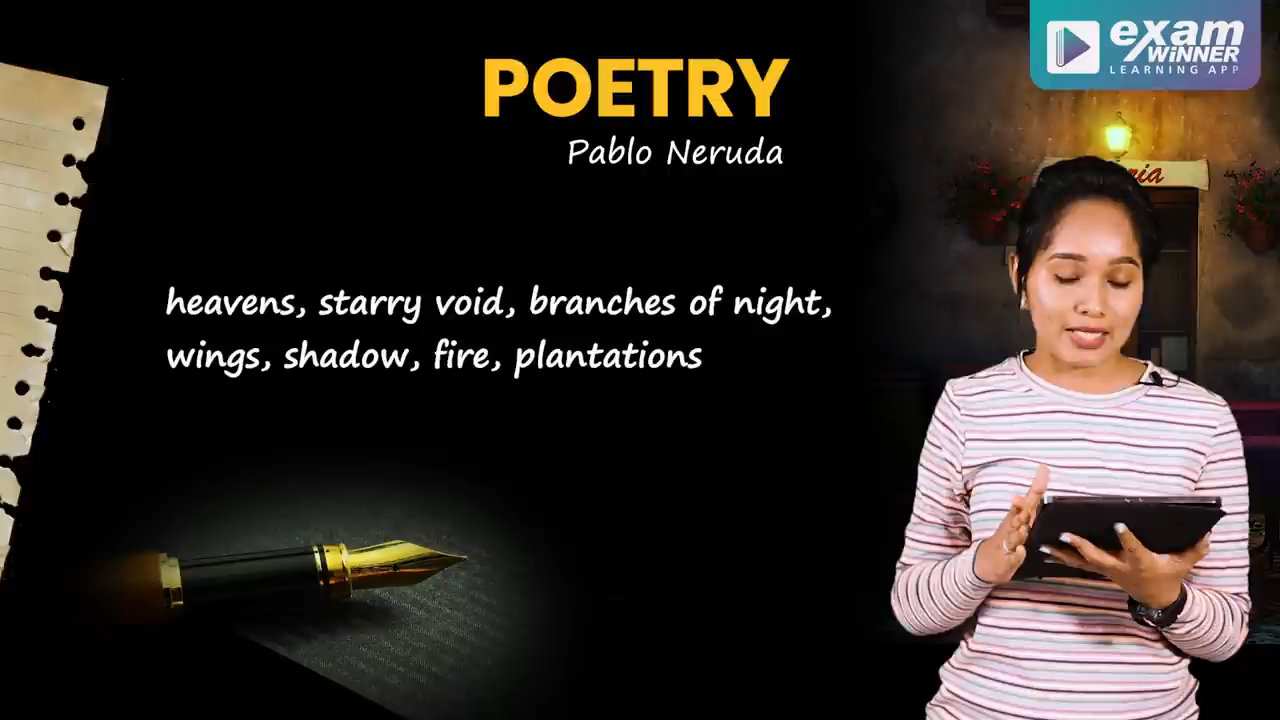 POETRY
Pablo Neruda
heavens, starry void, branches of night,
wings, shadow, fire, plantations
exam
WiNNER
LEARNING APP